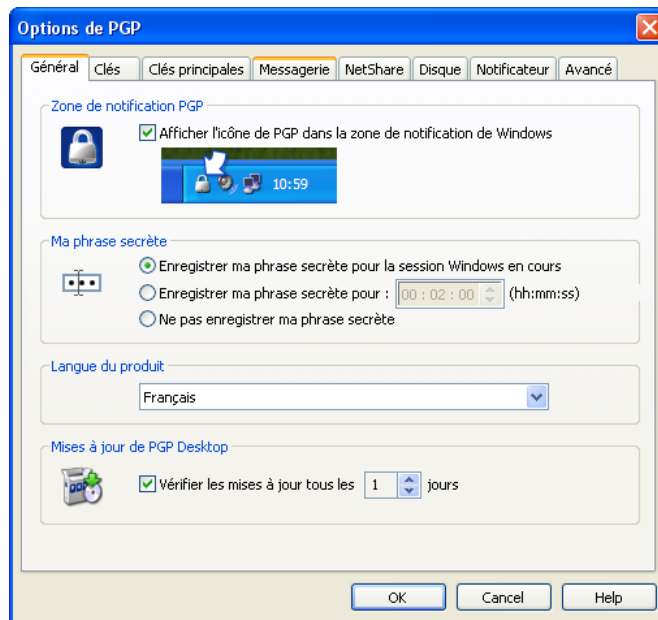 Options de PGP
Général Clés Clés principales Messagerie NetShare Disque Notificateur Avancé
Zone de notification PGP
Afficher l'icône de PGP dans la zone de notification de Windows
10:59
Ma phrase secrète
Enregistrer ma phrase secrète pour la session Windows en cours
Enregistrer ma phrase secrète pour : 00 : 02 : 00 (hh:mm:ss)
Ne pas enregistrer ma phrase secrète
Langue du produit
Français
Mises à jour de PGP Desktop
Vérifier les mises à jour tous les 1 jours
OK Cancel Help